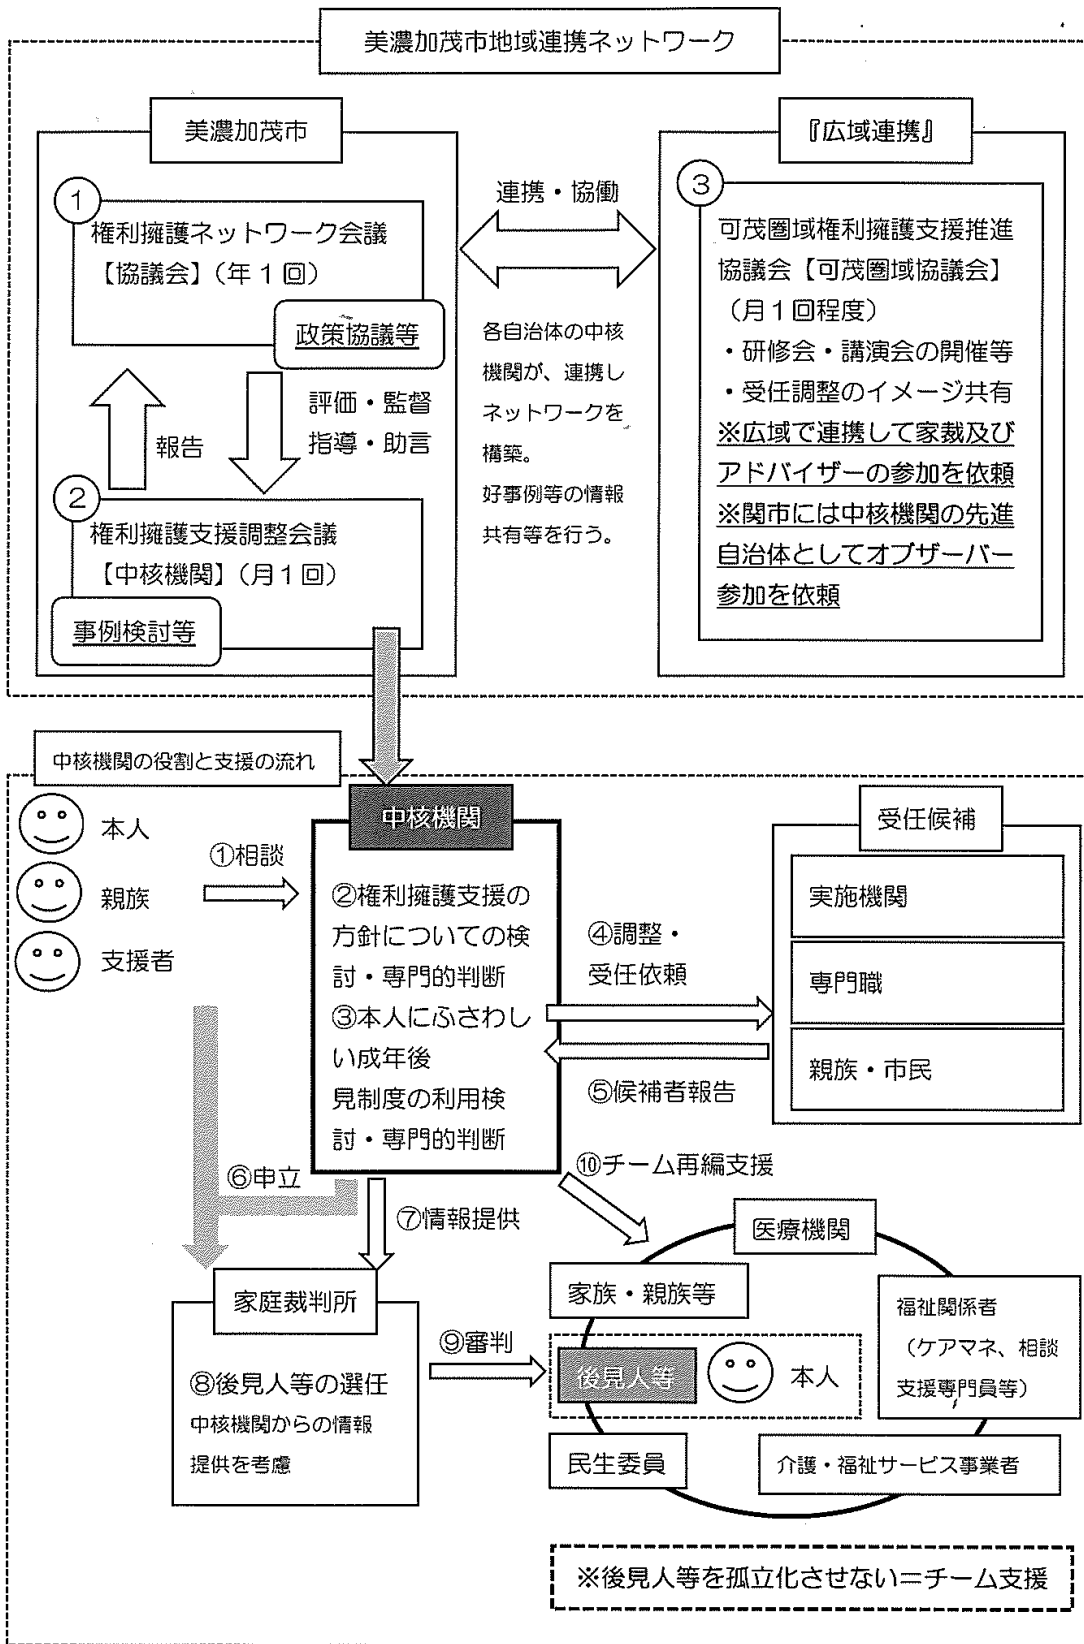 美濃加茂市地域連携ネットワーク
美濃加茂市
①
権利擁護ネットワーク会議
【協議会】（年１回）
政策協議等
報告
評価・監督
指導・助言
②
権利擁護支援調整会議
【中核機関】（月１回）
事例検討等
連携・協働
各自治体の中核
機関が、連携し
ネットワークを
構築。
好事例等の情報
共有等を行う。
『広域連携』
③
可茂圏域権利擁護支援推進
協議会【可茂圏域協議会】
（月１回程度）
・研修会・講演会の開催等
・受任調整のイメージ共有
※広域で連携して家裁及び
アドバイザーの参加を依頼
※関市には中核機関の先進
自治体としてオブザーバー
参加を依頼
中核機関の役割と支援の流れ
本人
親族
支援者
①相談
中核機関
②権利擁護支援の
方針についての検
討・専門的判断
③本人にふさわし
い成年後
見制度の利用検
討・専門的判断
④調整・
受任依頼
⑤候補者報告
受任候補
実施機関
専門職
親族・市民
⑥申立
⑦情報提供
⑩チーム再編支援
家庭裁判所
⑧後見人等の選任
中核機関からの情報
提供を考慮
⑨審判
医療機関
家族・親族等
福祉関係者
（ケアマネ、相談
支援専門員等）
後見人等
本人
民生委員
介護・福祉サービス事業者
※後見人等を孤立化させない＝チーム支援